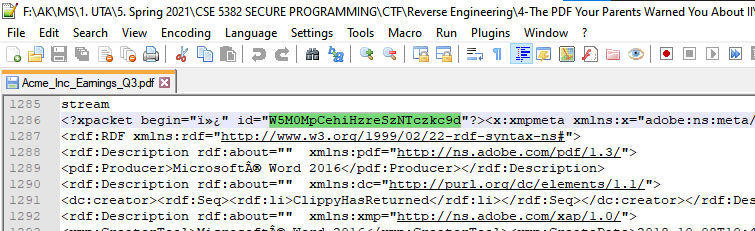 F:\AK\MS\1. UTA\5. Spring 2021\CSE 5382 SECURE PROGRAMMING\CTF\Reverse Engineering\4-The PDF Your Parents Warned You About II\
File Edit Search View Encoding Language Settings Tools Macro Run Plugins Window ?
Acme_Inc_Earnings_Q3.pdf
1285 stream
1286 <?xpacket begin="ï»¿" id="W5M0MpCehiHzreSzNTczkc9d"?><x:xmpmeta xmlns:x="adobe:ns:meta/
1287 <rdf:RDF xmlns:rdf="http://www.w3.org/1999/02/22-rdf-syntax-ns#">
1288 <rdf:Description rdf:about="" xmlns:pdf="http://ns.adobe.com/pdf/1.3/">
1289 <pdf:Producer>MicrosoftÂ® Word 2016</pdf:Producer></rdf:Description>
1290 <rdf:Description rdf:about="" xmlns:dc="http://purl.org/dc/elements/1.1/">
1291 <dc:creator><rdf:Seq><rdf:li>ClippyHasReturned</rdf:li></rdf:Seq></dc:creator></rdf:Des
1292 <rdf:Description rdf:about="" xmlns:xmp="http://ns.adobe.com/xap/1.0/">